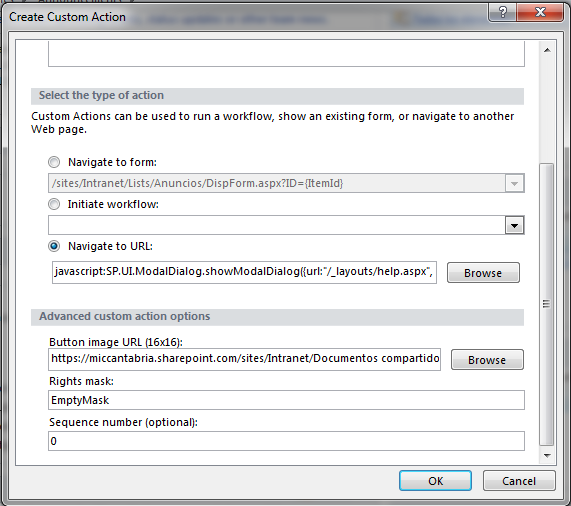 Create Custom Action
Select the type of action
Custom Actions can be used to run a workflow, show an existing form, or navigate to another
Web page.
Navigate to form:
/sites/Intranet/Lists/Anuncios/DispForm.aspx?ID={ItemId}
Initiate workflow:
Navigate to URL:
javascript:SP.UI.ModalDialog.showModalDialog({url:"/_layouts/help.aspx",
Browse
Advanced custom action options
Button image URL (16x16):
https://miccantabria.sharepoint.com/sites/Intranet/Documentos compartido
Browse
Rights mask:
EmptyMask
Sequence number (optional):
0
OK
Cancel